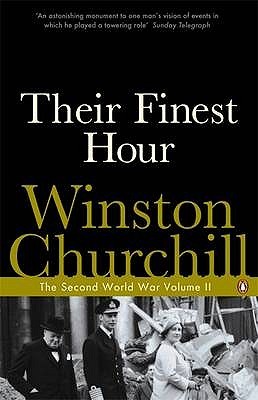 'An astonishing monument to one man's vision of events in
which he played a towering role' Sunday Telegraph
Their Finest
Hour
Winston
Churchill
The Second World War Volume II